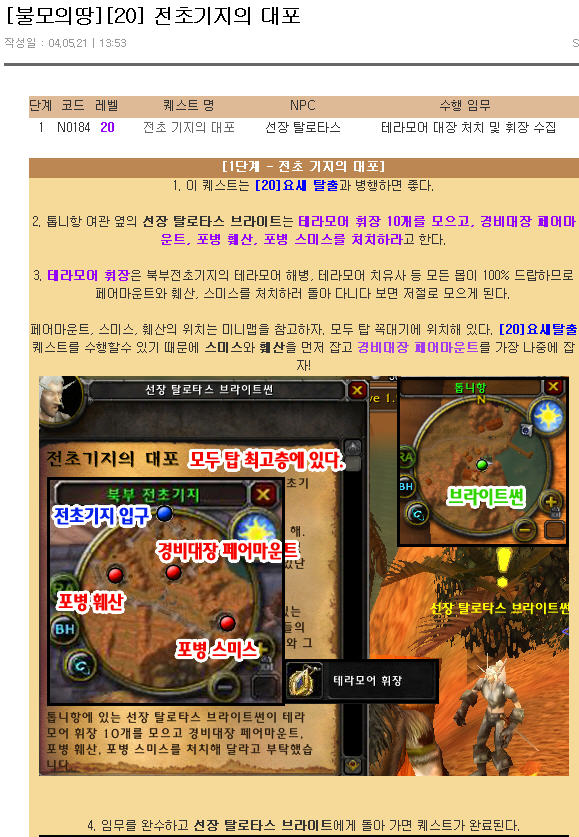 [불모의땅][20] 전초기지의 대포
작성일 : 04,05,21 | 13:53
S
단계 코드 레벨 퀘스트 명 NPC 수행 임무
1 N0184 20 전초 기지의 대포 선장 탈로타스 테라모어 대장 처치 및 휘장 수집
[1단계 - 전초 기지의 대포]
1. 이 퀘스트는 [20]요새 탈출과 병행하면 좋다.
2. 톱니항 여관 옆의 선장 탈로타스 브라이트는 테라모어 휘장 10개를 모으고, 경비대장 페어마
운트, 포병 훼산, 포병 스미스를 처치하라고 한다.
3. 테라모어 휘장은 북부전초기지의 테라모어 해병, 테라모어 치유사 등 모든 몹이 100% 드랍하므로
페어마운트와 훼산, 스미스를 처치하러 돌아 다니다 보면 저절로 모으게 된다.
페어마운트, 스미스, 훼산의 위치는 미니맵을 참고하자. 모두 탑 꼭대기에 위치해 있다. [20]요새탈출
퀘스트를 수행할수 있기 때문에 스미스와 훼산을 먼저 잡고 경비대장 페어마운트를 가장 나중에 잡
자!
선장 탈로타스 브라이트썬
전초기지의 대포
모두 탑 최고층에 있다.
톱니항
N
RA
BH
G
브라이트썬
북부 전초기지
전초기지 입구
경비대장 페어마운트
포병 훼산
BH
G
포병 스미스
선장 탈로타스 브라이트썬
테라모어 휘장
톱니항에 있는 선장 탈로타스 브라이트썬이 테라
모어 휘장 10개를 모으고 경비대장 페어마운트,
포병 훼산, 포병 스미스를 처치해 달라고 부탁했습
니다.
4. 임무를 완수하고 선장 탈로타스 브라이트에게 돌아 가면 퀘스트가 완료된다.